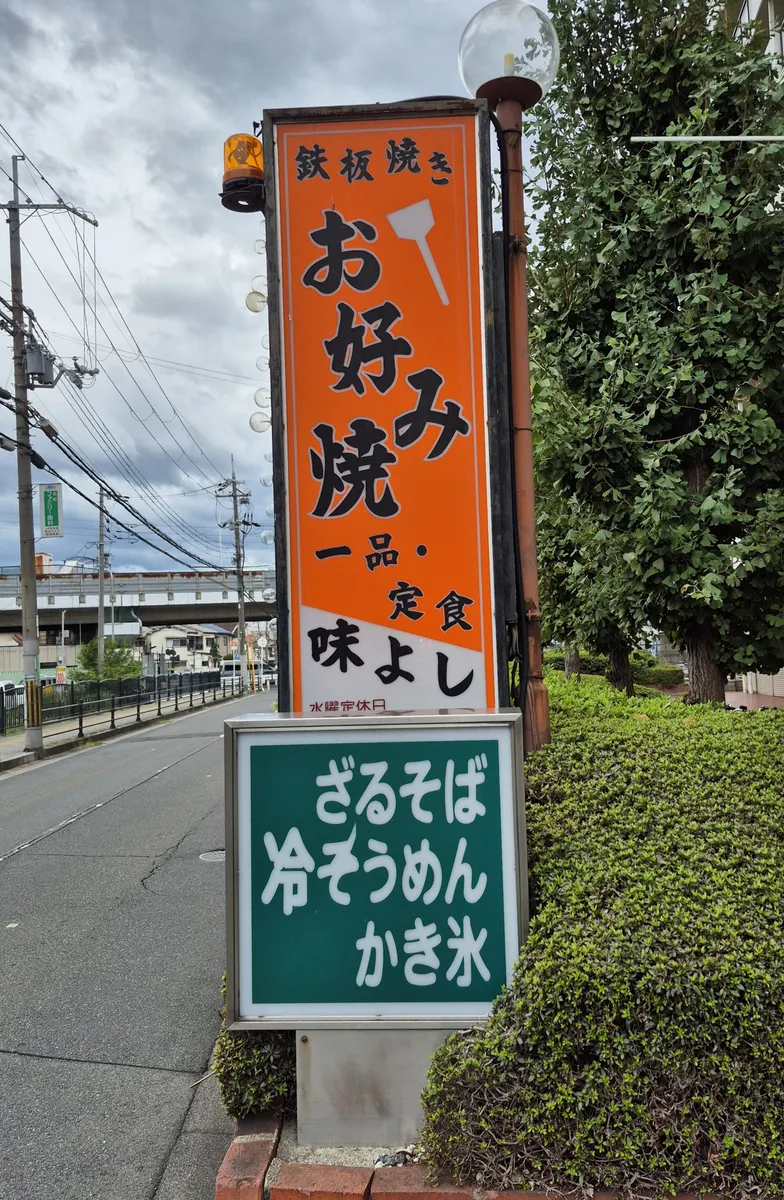 鉄板焼き
お好み焼
一品・定食
味よし
水曜定休日
ざるそば
冷そうめん
かき氷